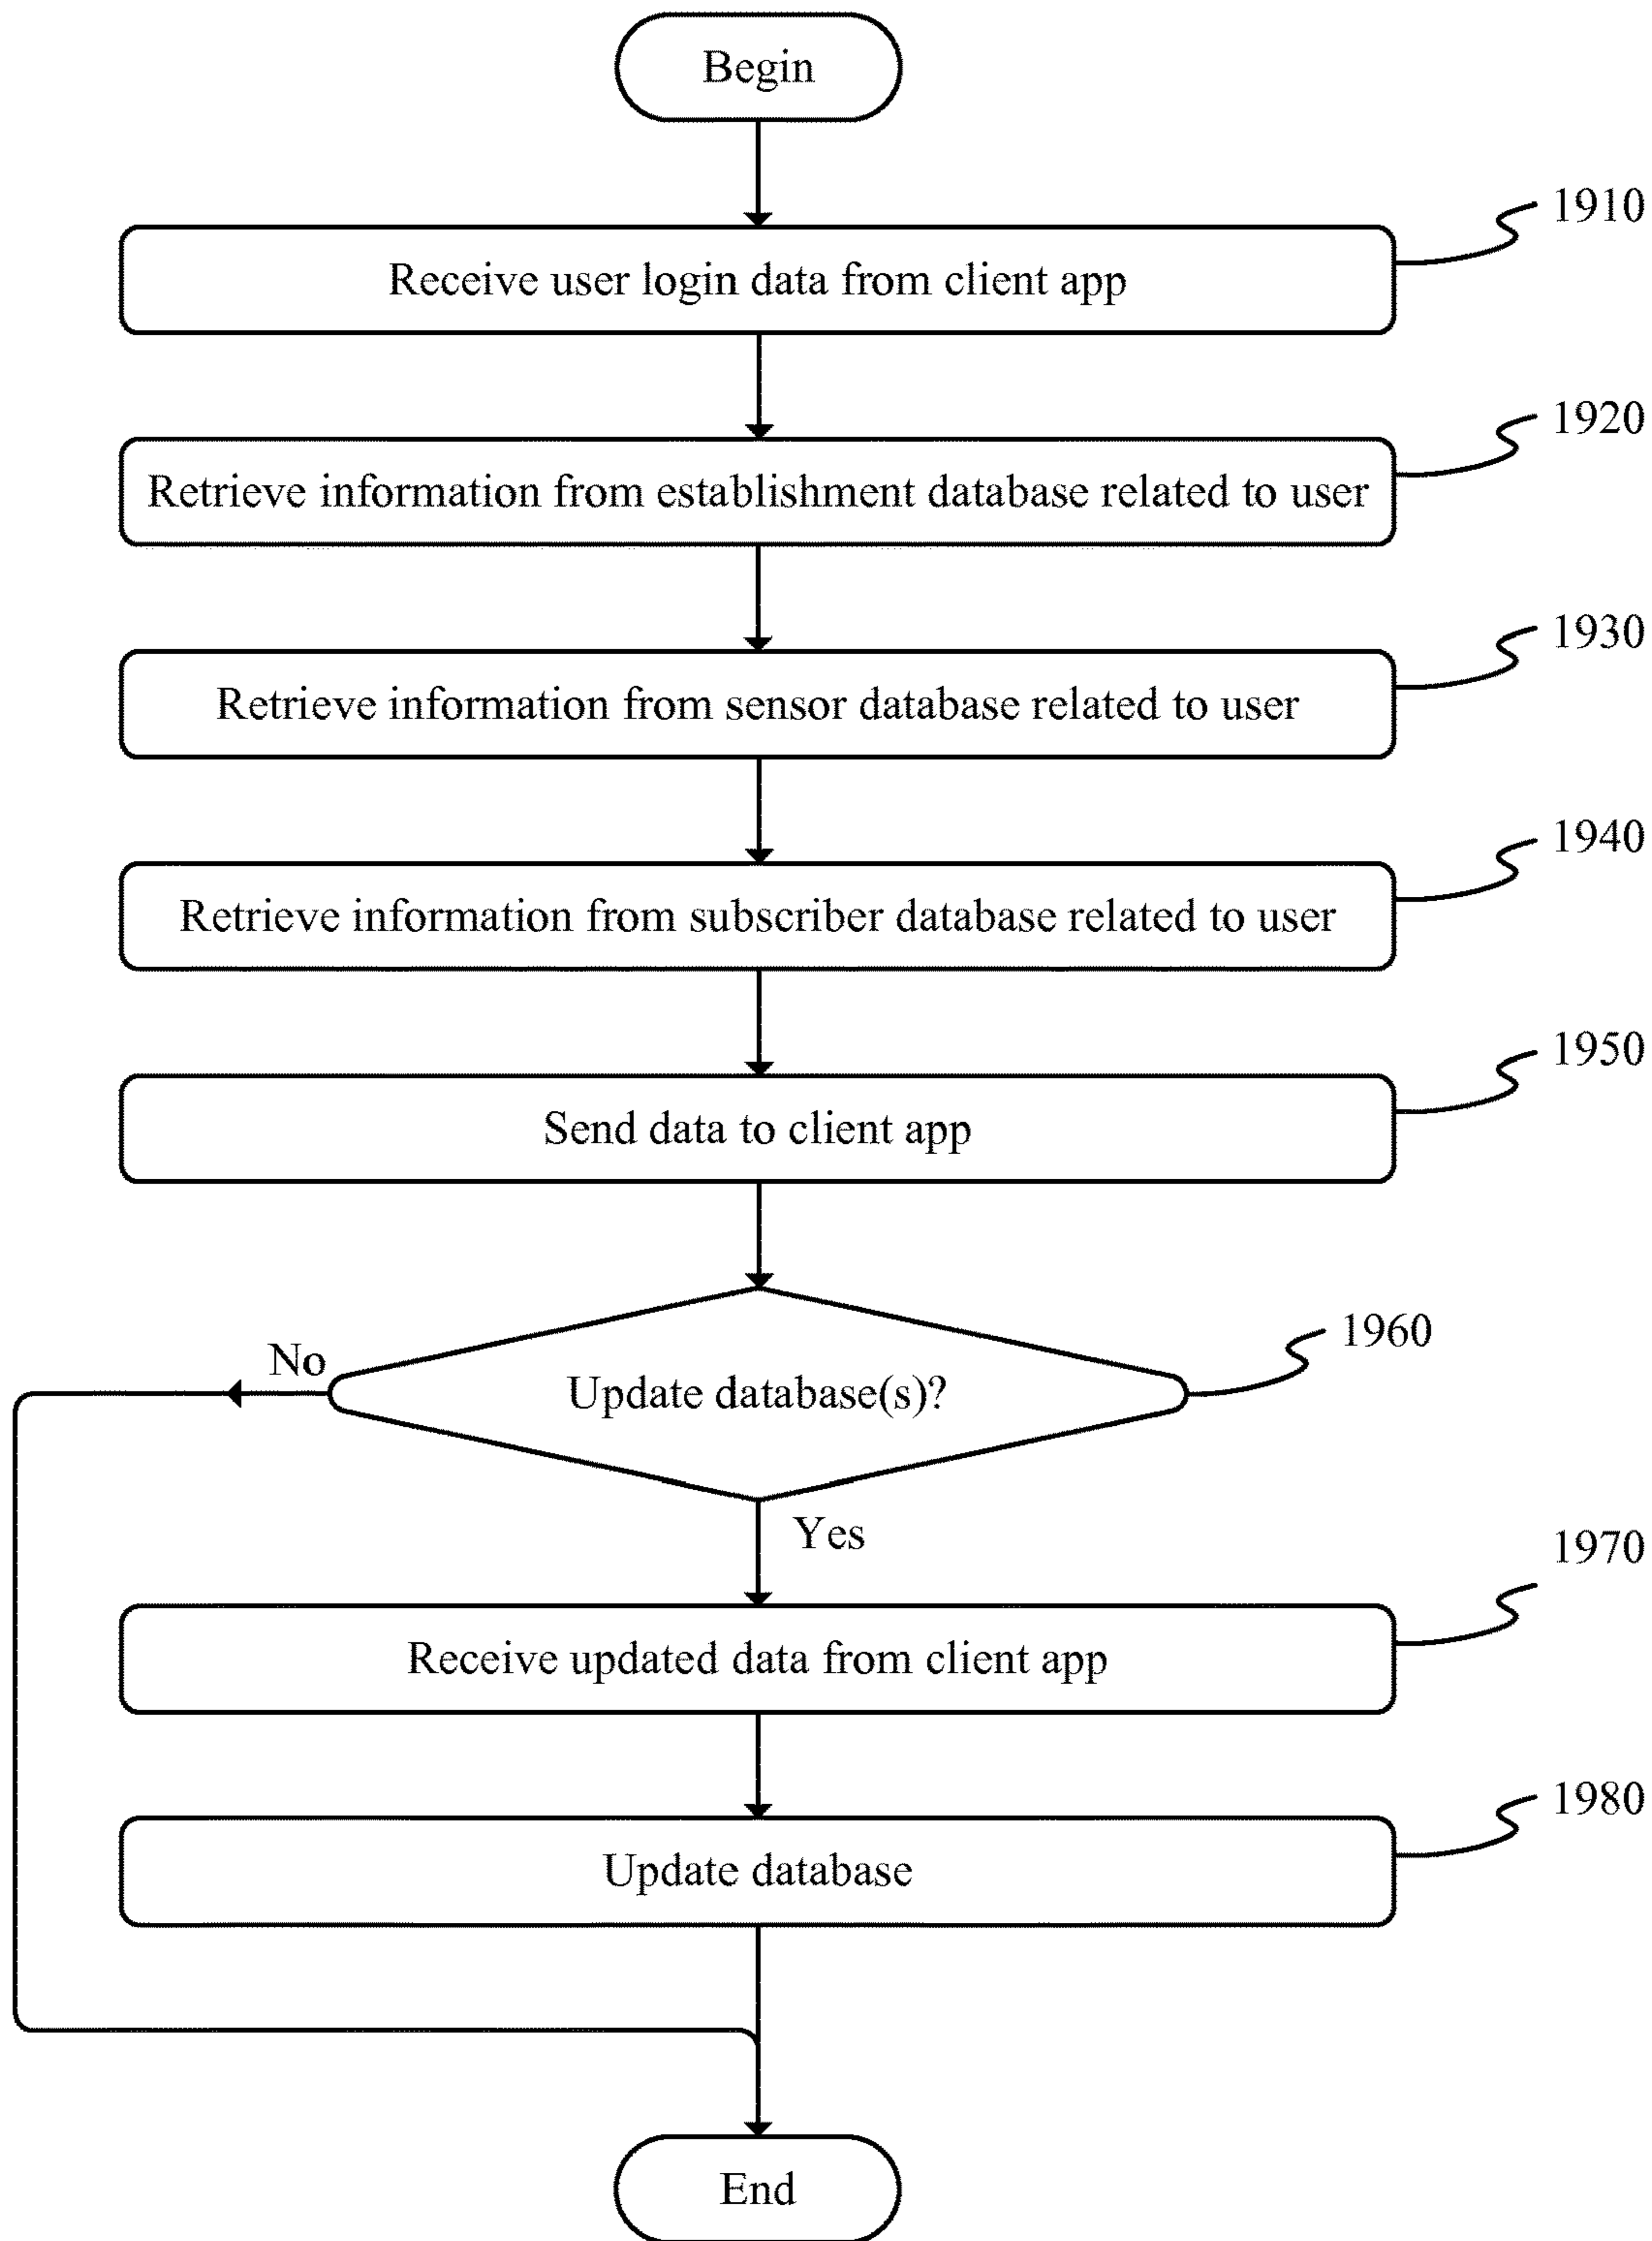 Begin
1910
Receive user login data from client app
1920
Retrieve information from establishment database related to user
1930
Retrieve information from sensor database related to user
1940
Retrieve information from subscriber database related to user
1950
Send data to client app
1960
No
Update database(s)?
Yes
1970
Receive updated data from client app
1980
Update database
End